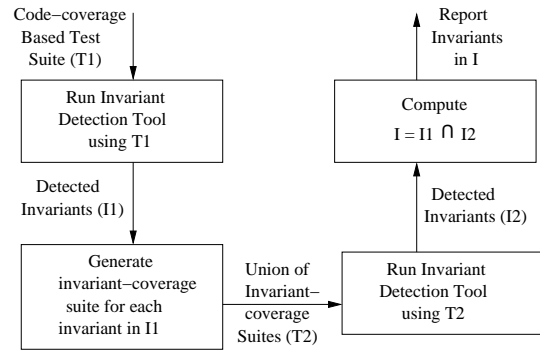 Code−coverage
Based Test
Suite (T1)
Run Invariant
Detection Tool
using T1
Detected
Invariants (I1)
Generate
invariant−coverage
suite for each
invariant in I1
Union of
Invariant−
coverage
Suites (T2)
Run Invariant
Detection Tool
using T2
Detected
Invariants (I2)
Compute
I = I1 ∩ I2
Report
Invariants
in I